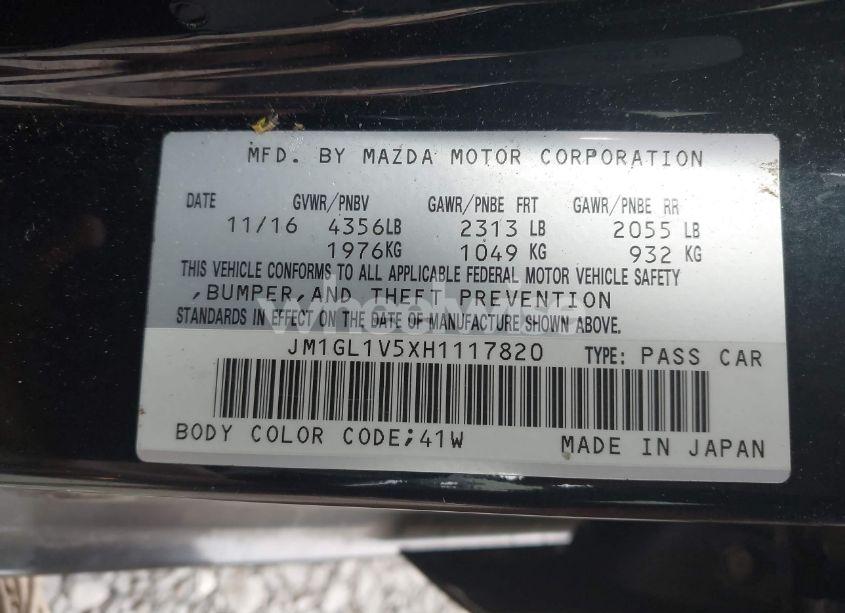 MFD. BY MAZDA MOTOR CORPORATION
DATE GVWR/PNBV GAWR/PNBE FRT GAWR/PNBE RR
11/16 4356LB 2313 LB 2055 LB
1976KG 1049 KG 932 KG
THIS VEHICLE CONFORMS TO ALL APPLICABLE FEDERAL MOTOR VEHICLE SAFETY
,BUMPER,AND THEFT PREVENTION
STANDARDS IN EFFECT ON THE DATE OF MANUFACTURE SHOWN ABOVE.
JM1GL1V5XH1117820 TYPE: PASS CAR
BODY COLOR CODE;41W MADE IN JAPAN